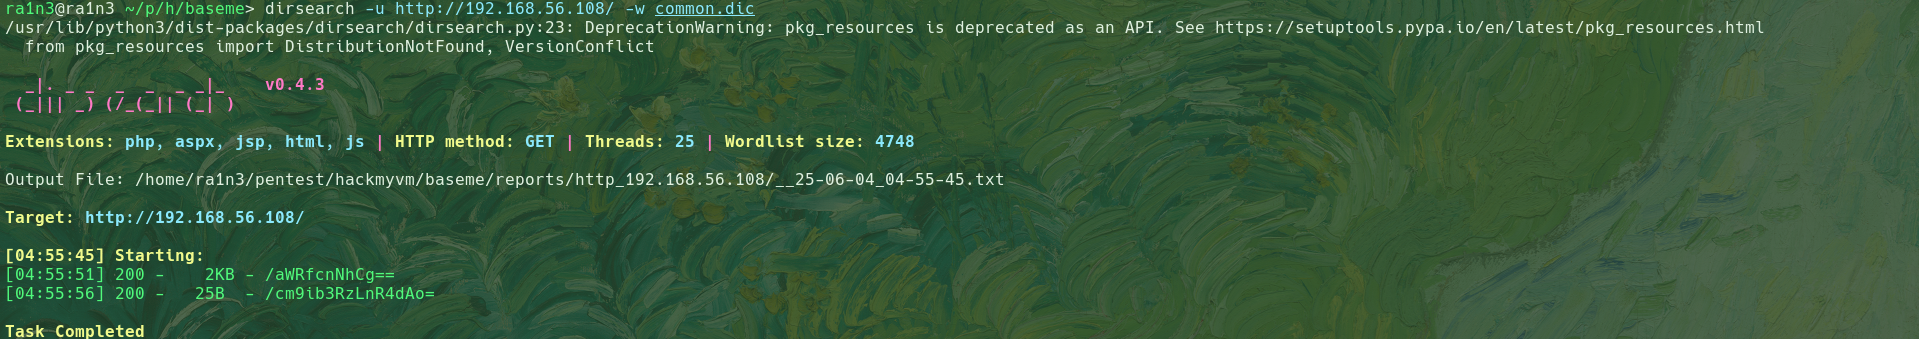 ra1n3@ra1n3 ~/p/h/baseme> dirsearch -u http://192.168.56.108/ -w common.dic
/usr/lib/python3/dist-packages/dirsearch/dirsearch.py:23: DeprecationWarning: pkg_resources is deprecated as an API. See https://setuptools.pypa.io/en/latest/pkg_resources.html
  from pkg_resources import DistributionNotFound, VersionConflict
  _|. _ _  _  _  _ _|_    v0.4.3
 (_||| _) (/_(_|| (_| )
Extensions: php, aspx, jsp, html, js | HTTP method: GET | Threads: 25 | Wordlist size: 4748
Output File: /home/ra1n3/pentest/hackmyvm/baseme/reports/http_192.168.56.108/__25-06-04_04-55-45.txt
Target: http://192.168.56.108/
[04:55:45] Starting:
[04:55:51] 200 -    2KB - /aWRfcnNhCg==
[04:55:56] 200 -   25B  - /cm9ib3RzLnR4dAo=
Task Completed